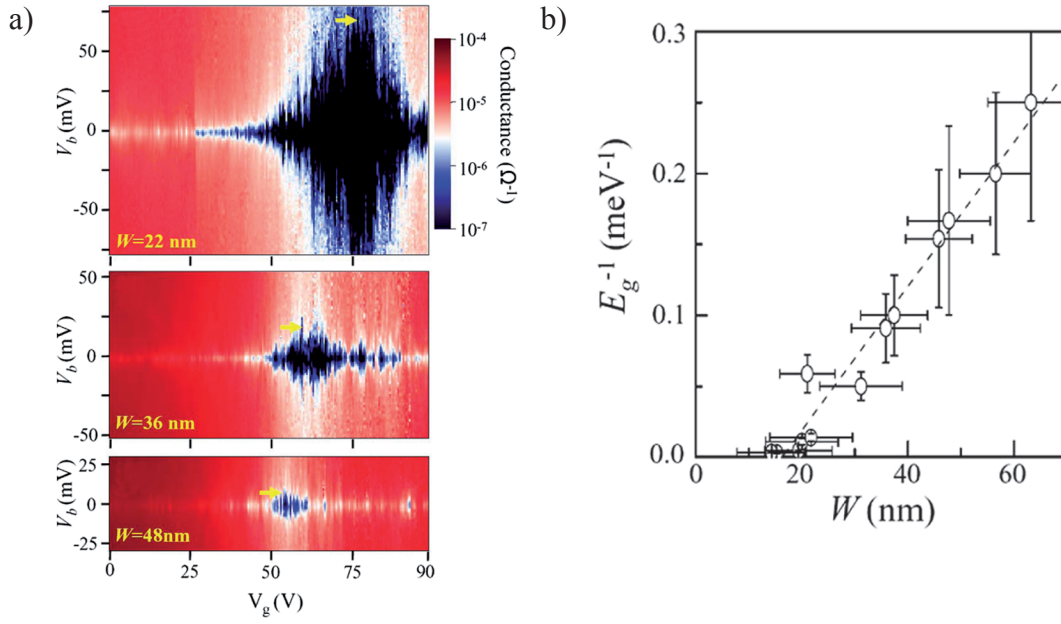 a)
50
0
-50
V_b (mV)
W=22 nm
10^-4
10^-5
10^-6
10^-7
Conductance (Ω^-1)
50
0
-50
V_b (mV)
W=36 nm
25
0
-25
V_b (mV)
W=48nm
0
25
50
75
90
V_g (V)
b)
0.3
0.2
0.1
0.0
E_g^-1 (meV^-1)
0
20
40
60
W (nm)